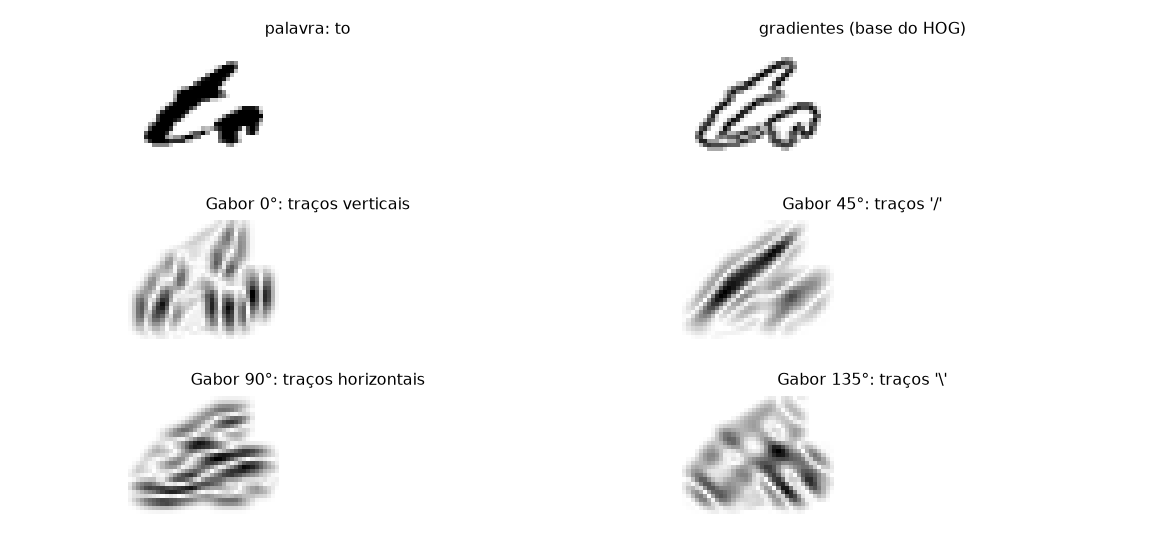 palavra: to
gradientes (base do HOG)
Gabor 0°: traços verticais
Gabor 45°: traços '/'
Gabor 90°: traços horizontais
Gabor 135°: traços '\'